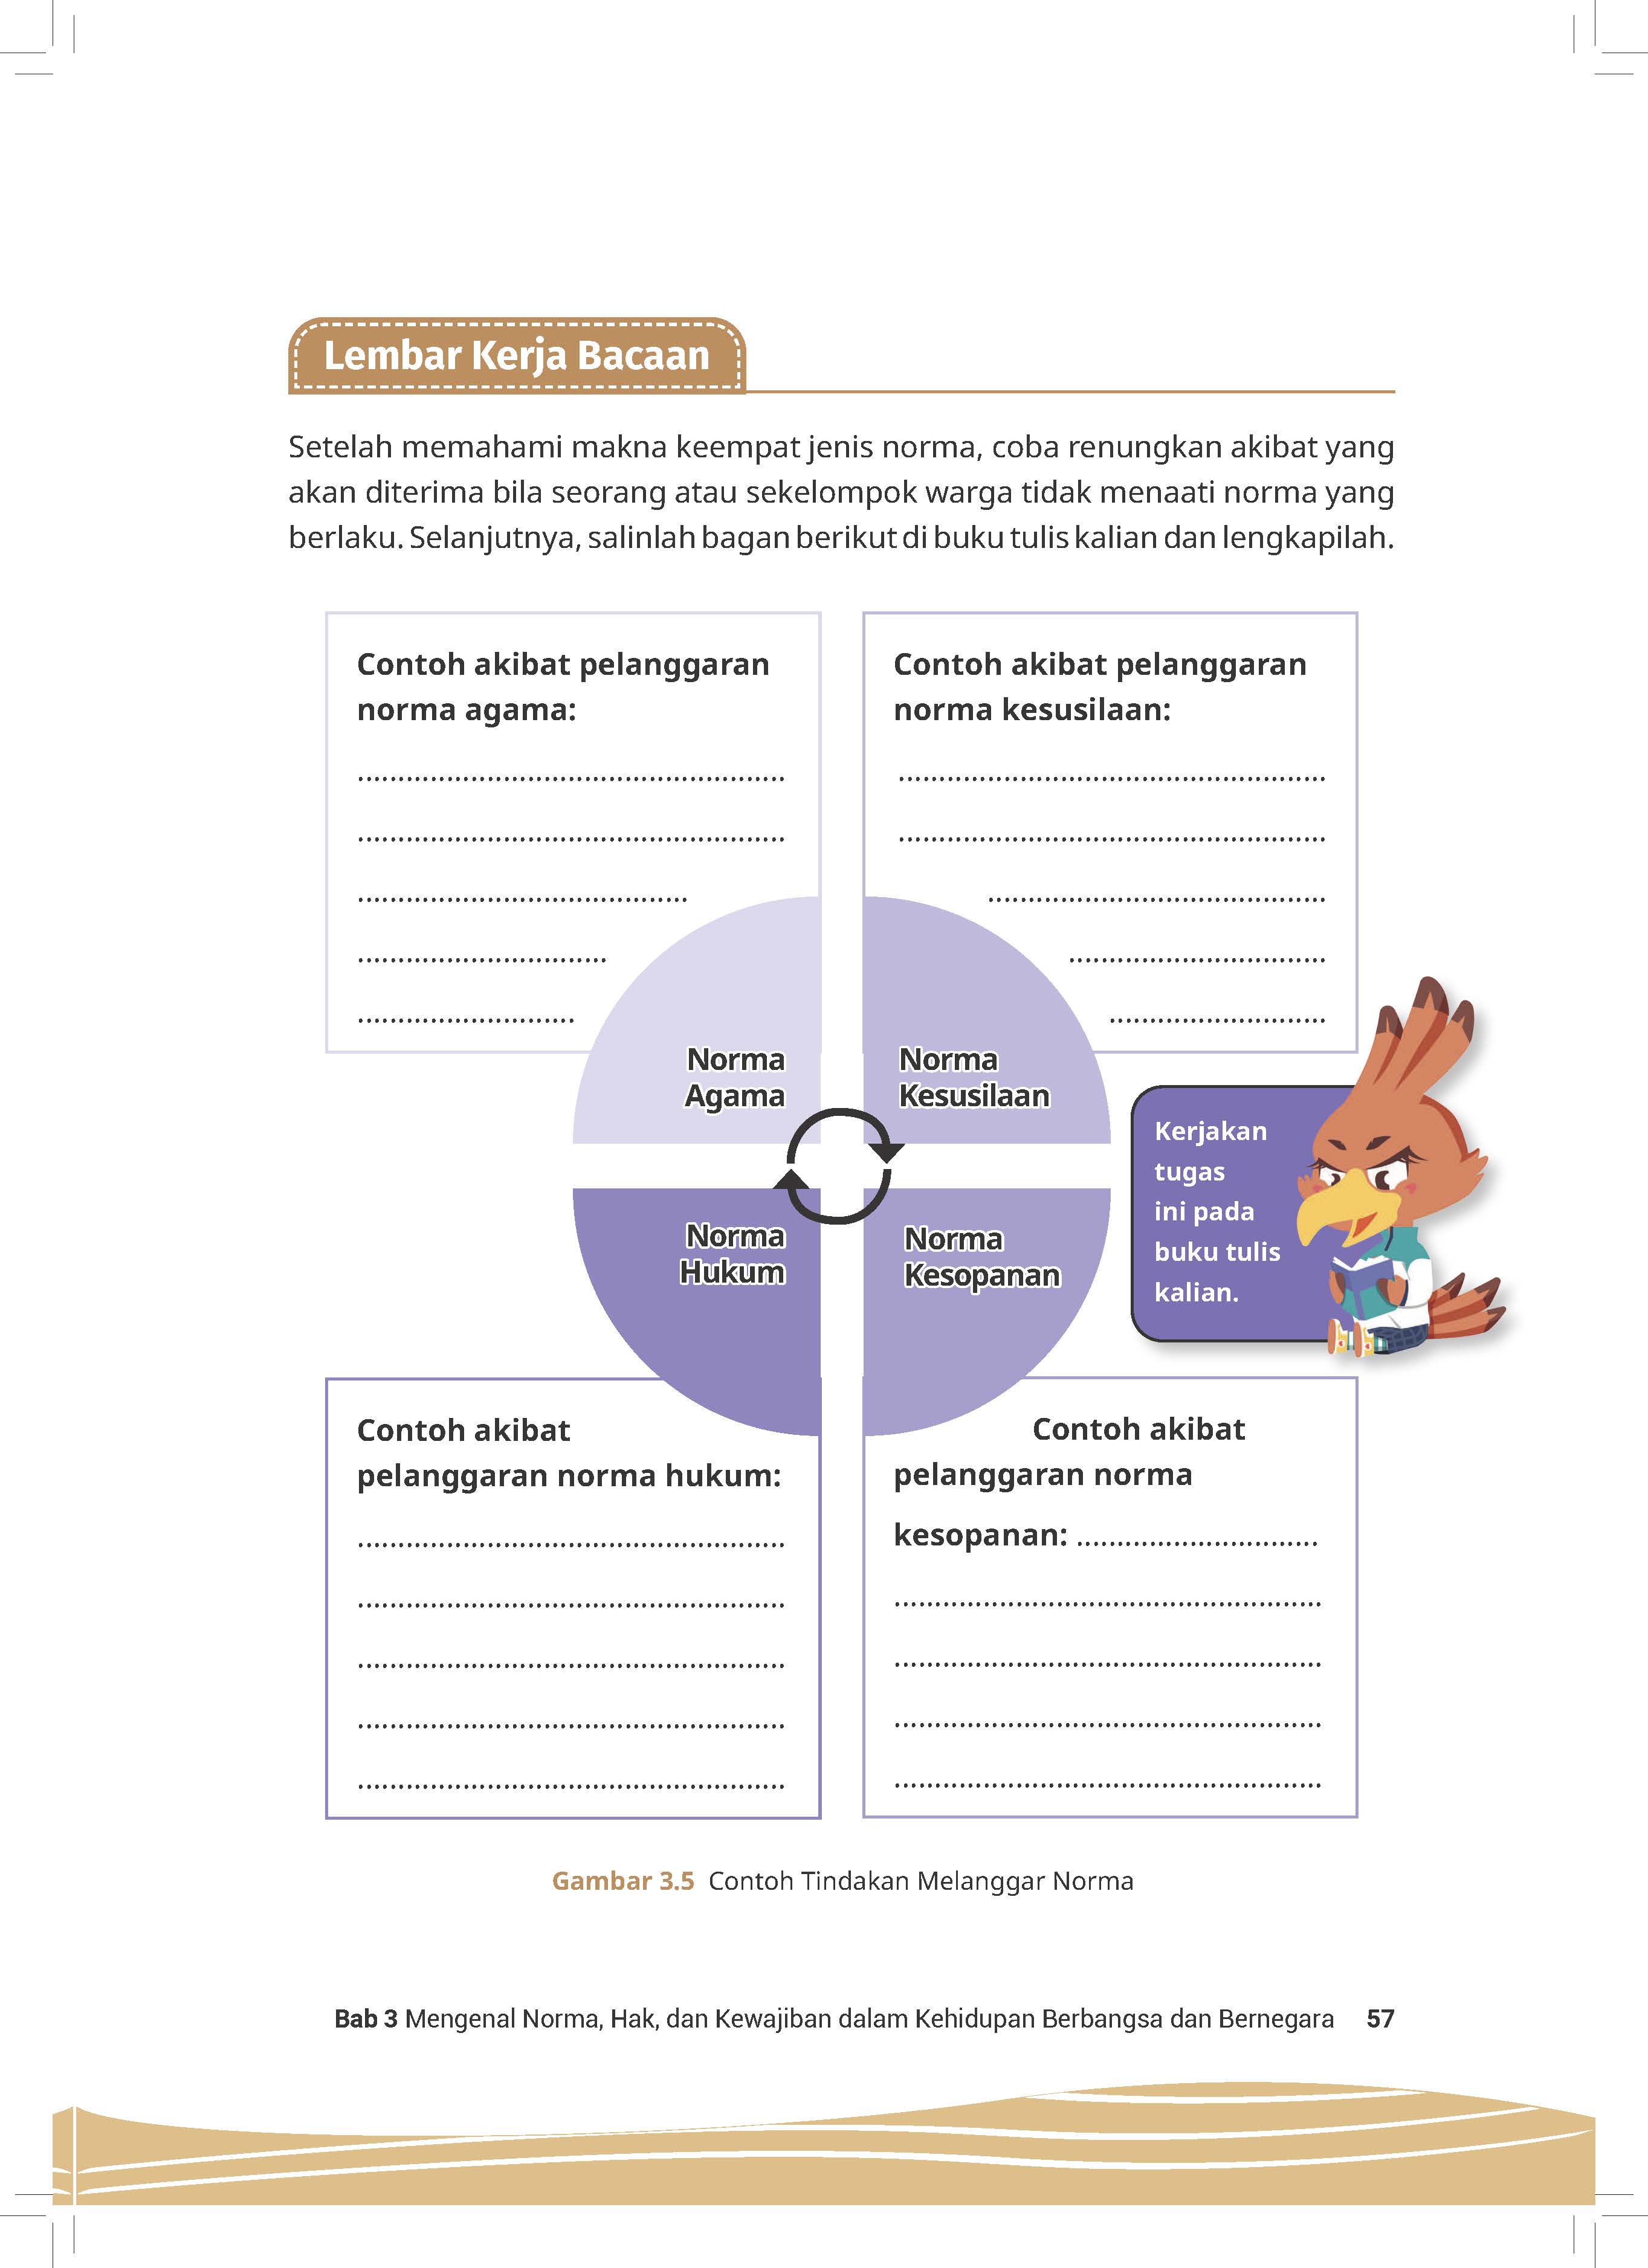 Lembar Kerja Bacaan
Setelah memahami makna keempat jenis norma, coba renungkan akibat yang
akan diterima bila seorang atau sekelompok warga tidak menaati norma yang
berlaku. Selanjutnya, salinlah bagan berikut di buku tulis kalian dan lengkapilah.
Contoh akibat pelanggaran
norma agama:
.....................................................
.....................................................
.........................................
...............................
...........................
Contoh akibat pelanggaran
norma kesusilaan:
.....................................................
.....................................................
..........................................
................................
...........................
Norma
Agama
Norma
Kesusilaan
Norma
Hukum
Norma
Kesopanan
Kerjakan
tugas
ini pada
buku tulis
kalian.
Contoh akibat
pelanggaran norma hukum:
.....................................................
.....................................................
.....................................................
.....................................................
.....................................................
Contoh akibat
pelanggaran norma
kesopanan: ..............................
.....................................................
.....................................................
.....................................................
.....................................................
Gambar 3.5 Contoh Tindakan Melanggar Norma
Bab 3 Mengenal Norma, Hak, dan Kewajiban dalam Kehidupan Berbangsa dan Bernegara 57